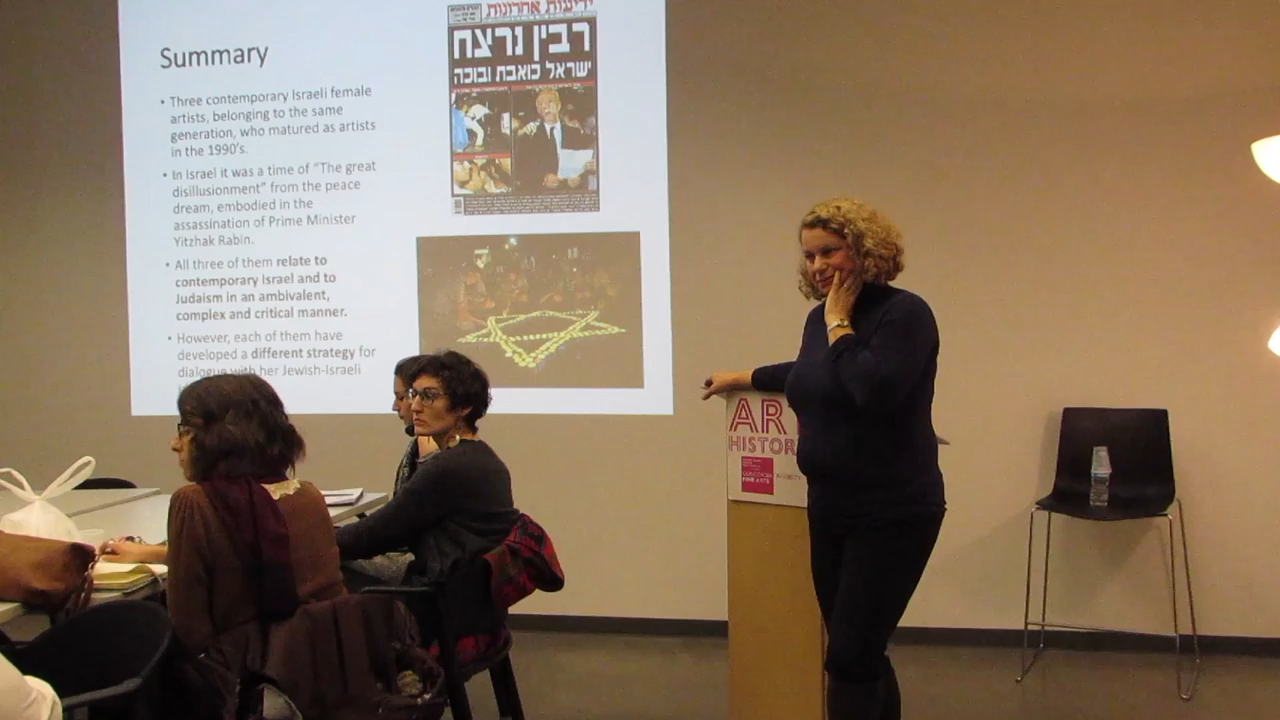 Summary
• Three contemporary Israeli female
artists, belonging to the same
generation, who matured as artists
in the 1990's.
• In Israel it was a time of "The great
disillusionment" from the peace
dream, embodied in the
assassination of Prime Minister
Yitzhak Rabin.
• All three of them relate to
contemporary Israel and to
Judaism in an ambivalent,
complex and critical manner.
• However, each of them have
developed a different strategy for
dialogue with her Jewish-Israeli
ידיעות אחרונות
רבין נרצח
ישראל כואבת ובוכה
AR
HISTOR
FINE ARTS